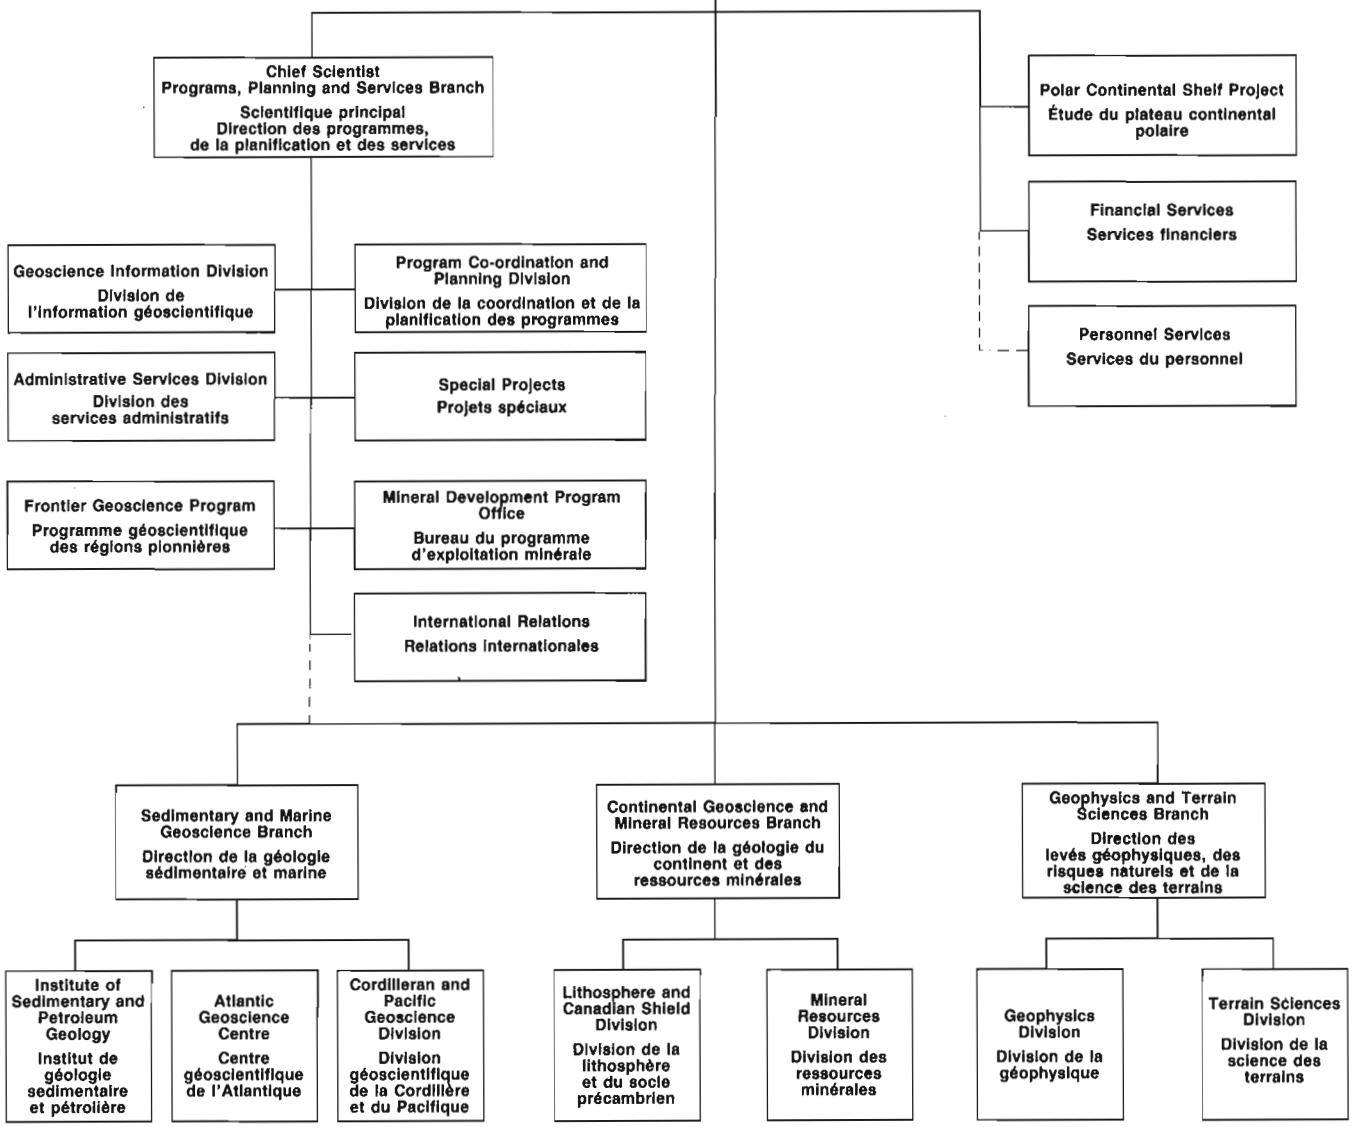 Chief Scientist
Programs, Planning and Services Branch
Scientifique principal
Direction des programmes,
de la planification et des services
Polar Continental Shelf Project
Étude du plateau continental
polaire
Financial Services
Services financiers
Personnel Services
Services du personnel
Geoscience Information Division
Division de
l'information géoscientifique
Program Co-ordination and
Planning Division
Division de la coordination et de la
planification des programmes
Administrative Services Division
Division des
services administratifs
Special Projects
Projets spéciaux
Frontier Geoscience Program
Programme géoscientifique
des régions pionnières
Mineral Development Program
Office
Bureau du programme
d'exploitation minérale
International Relations
Relations internationales
Sedimentary and Marine
Geoscience Branch
Direction de la géologie
sédimentaire et marine
Continental Geoscience and
Mineral Resources Branch
Direction de la géologie du
continent et des
ressources minérales
Geophysics and Terrain
Sciences Branch
Direction des
levés géophysiques, des
risques naturels et de la
science des terrains
Institute of
Sedimentary and
Petroleum
Geology
Institut de
géologie
sedimentaire
et pétrolière
Atlantic
Geoscience
Centre
Centre
géoscientifique
de l'Atlantique
Cordilleran and
Pacific
Geoscience
Division
Division
géoscientifique
de la Cordillère
et du Pacifique
Lithosphere and
Canadian Shield
Division
Division de la
lithosphère
et du socle
précambrien
Mineral
Resources
Division
Division des
ressources
minérales
Geophysics
Division
Division de la
géophysique
Terrain Sciences
Division
Division de la
science des
terrains